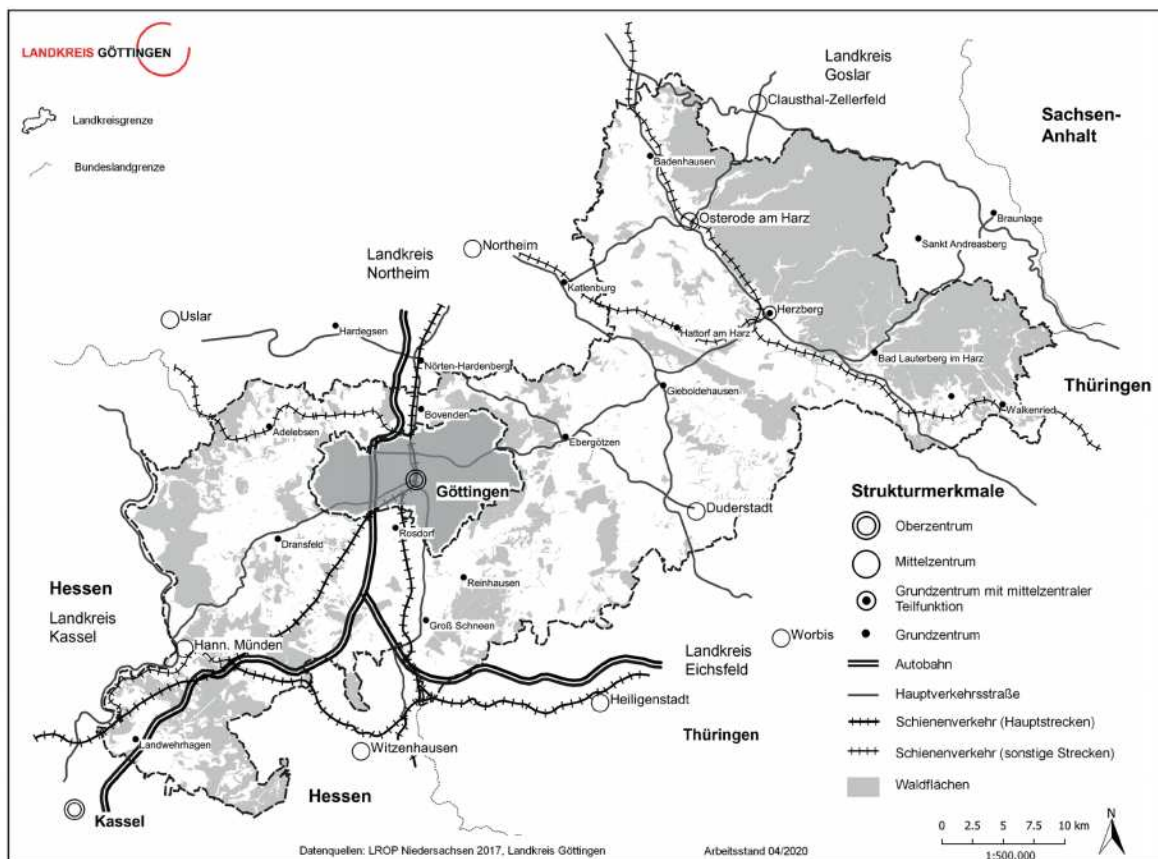 LANDKREIS GÖTTINGEN
Landkreisgrenze
Bundeslandgrenze
Landkreis
Goslar
Clausthal-Zellerfeld
Sachsen-
Anhalt
Badenhausen
Osterode am Harz
Braunlage
Sankt Andreasberg
Landkreis
Northeim
Northeim
Katlenburg
Uslar
Hardegsen
Herzberg
Hattorf am Harz
Nörten-Hardenberg
Bad Lauterberg im Harz
Gieboldehausen
Thüringen
Walkenried
Bovenden
Adelebsen
Ebergötzen
Göttingen
Duderstadt
Rosdorf
Dransfeld
Reinhausen
Hessen
Landkreis
Kassel
Groß Schneen
Hann. Münden
Worbis
Landkreis
Eichsfeld
Heiligenstadt
Thüringen
Landwehrhagen
Witzenhausen
Hessen
Kassel
Strukturmerkmale
Oberzentrum
Mittelzentrum
Grundzentrum mit mittelzentraler
Teilfunktion
Grundzentrum
Autobahn
Hauptverkehrsstraße
Schienenverkehr (Hauptstrecken)
Schienenverkehr (sonstige Strecken)
Waldflächen
N
0 2,5 5 7,5 10 km
1:500.000
Datenquellen: LROP Niedersachsen 2017, Landkreis Göttingen
Arbeitsstand 04/2020